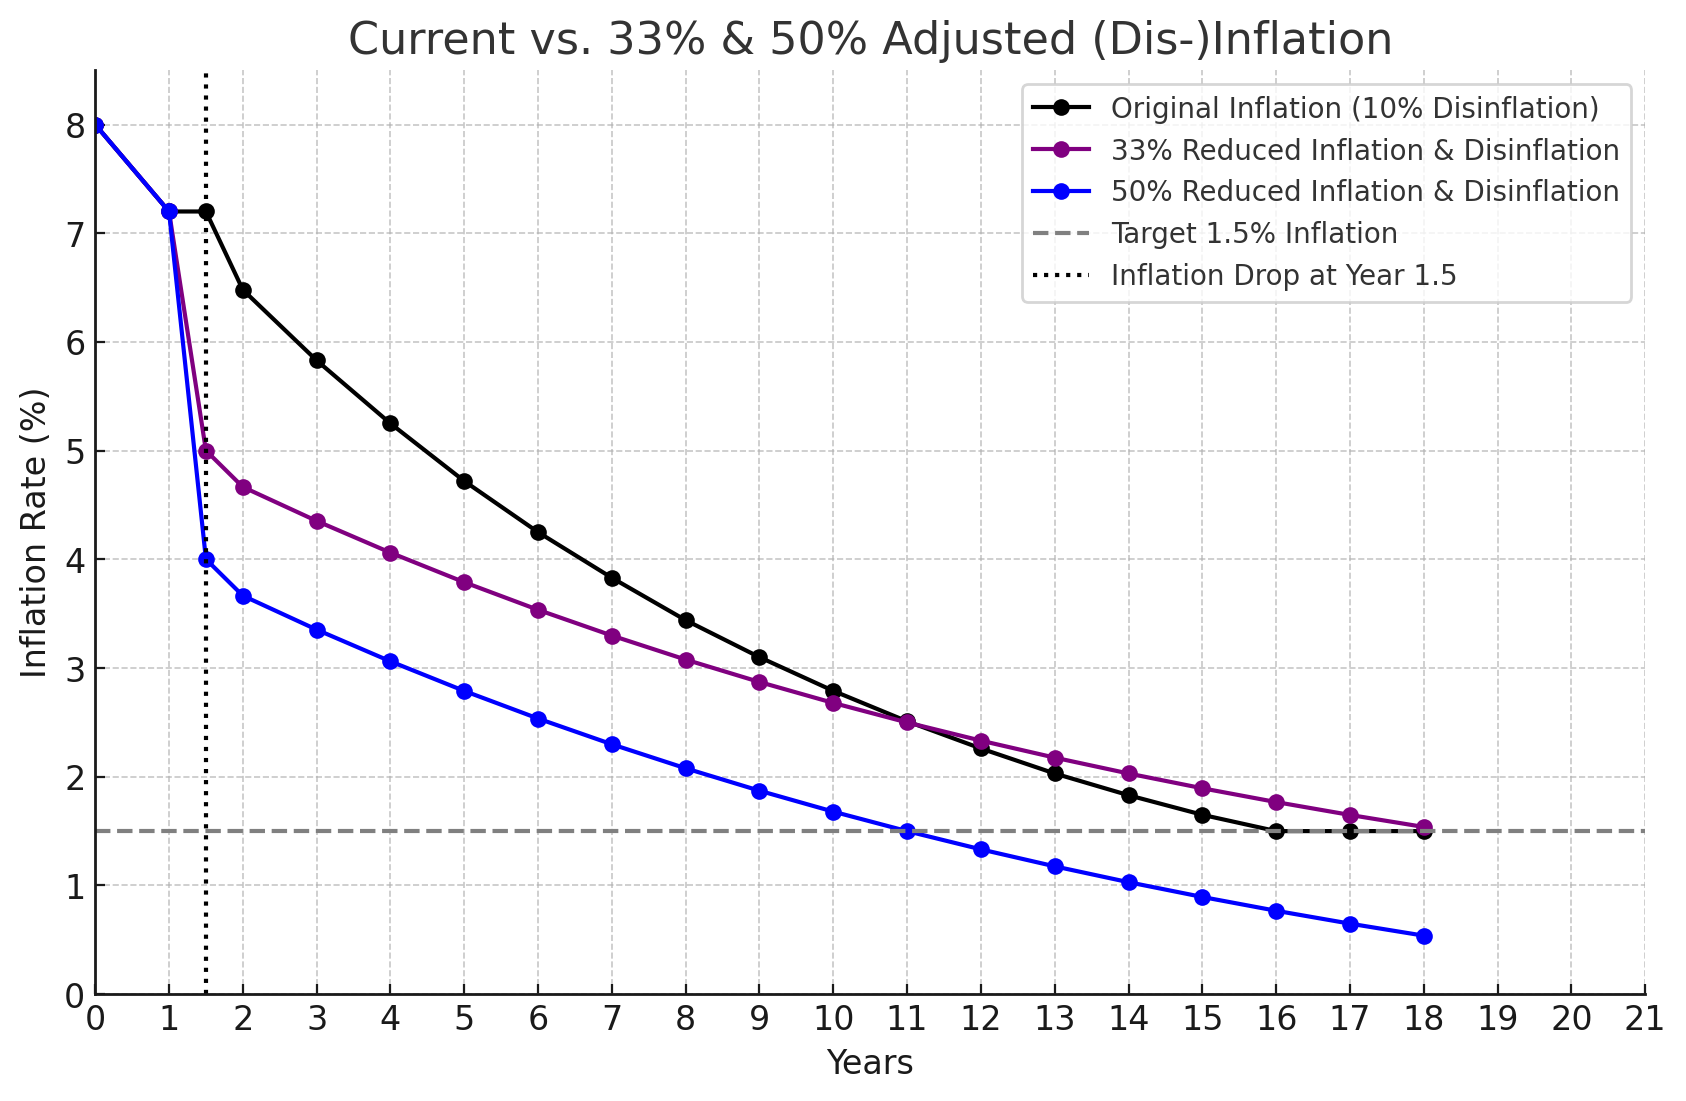 Current vs. 33% & 50% Adjusted (Dis-)Inflation
Original Inflation (10% Disinflation)
33% Reduced Inflation & Disinflation
50% Reduced Inflation & Disinflation
Target 1.5% Inflation
Inflation Drop at Year 1.5
Inflation Rate (%)
8
7
6
5
4
3
2
1
0
0 1 2 3 4 5 6 7 8 9 10 11 12 13 14 15 16 17 18 19 20 21
Years